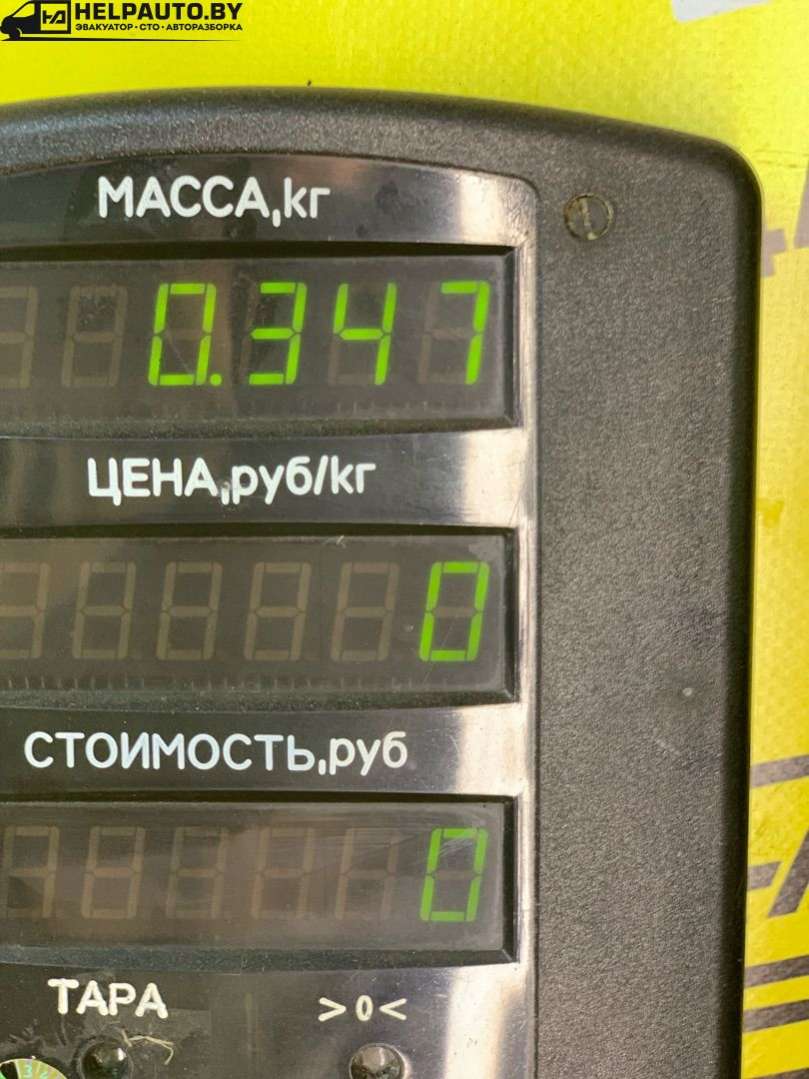 HELPAUTO.BY
ЭВАКУАТОР·СТО·АВТОРАЗБОРКА
МАССА,кг
0.347
ЦЕНА,руб/кг
0
СТОИМОСТЬ,руб
0
ТАРА >0<